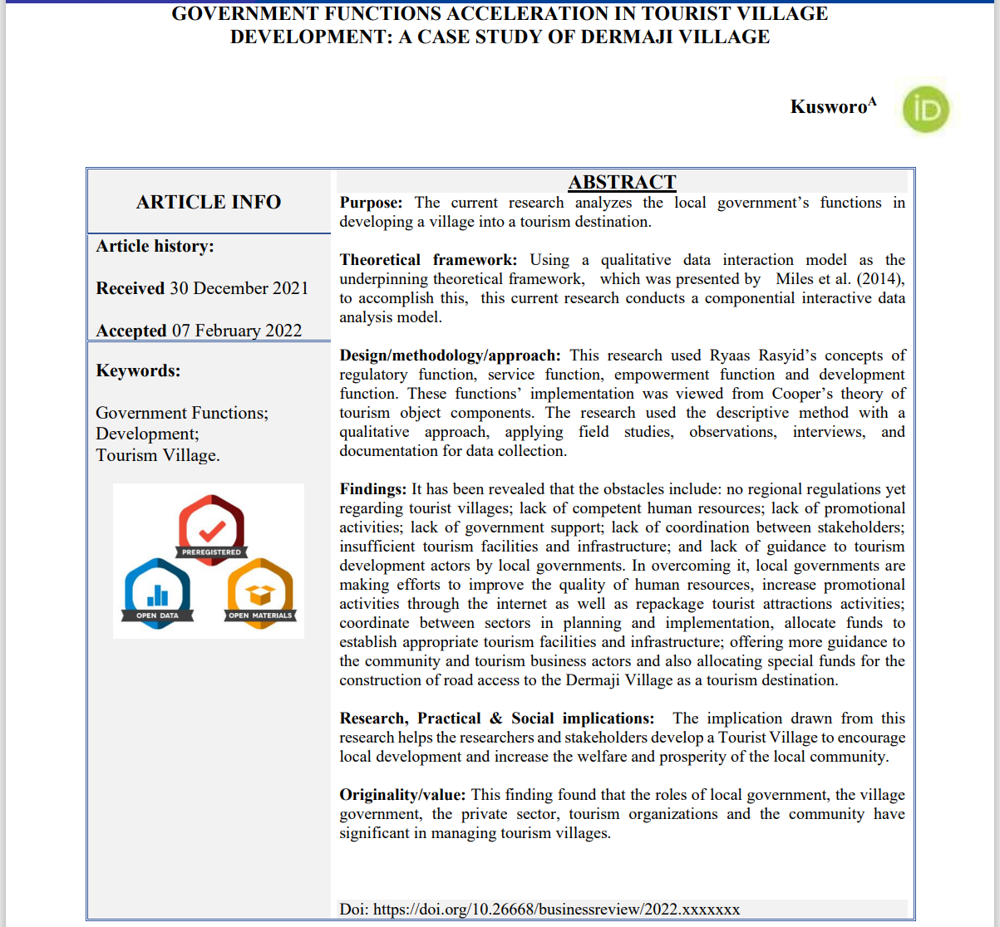 GOVERNMENT FUNCTIONS ACCELERATION IN TOURIST VILLAGE
DEVELOPMENT: A CASE STUDY OF DERMAJI VILLAGE
Kusworo^A
iD
ARTICLE INFO
Article history:
Received 30 December 2021
Accepted 07 February 2022
Keywords:
Government Functions;
Development;
Tourism Village.
PREREGISTERED
OPEN DATA
OPEN MATERIALS
ABSTRACT
Purpose: The current research analyzes the local government’s functions in
developing a village into a tourism destination.
Theoretical framework: Using a qualitative data interaction model as the
underpinning theoretical framework, which was presented by Miles et al. (2014),
to accomplish this, this current research conducts a componential interactive data
analysis model.
Design/methodology/approach: This research used Ryaas Rasyid’s concepts of
regulatory function, service function, empowerment function and development
function. These functions’ implementation was viewed from Cooper’s theory of
tourism object components. The research used the descriptive method with a
qualitative approach, applying field studies, observations, interviews, and
documentation for data collection.
Findings: It has been revealed that the obstacles include: no regional regulations yet
regarding tourist villages; lack of competent human resources; lack of promotional
activities; lack of government support; lack of coordination between stakeholders;
insufficient tourism facilities and infrastructure; and lack of guidance to tourism
development actors by local governments. In overcoming it, local governments are
making efforts to improve the quality of human resources, increase promotional
activities through the internet as well as repackage tourist attractions activities;
coordinate between sectors in planning and implementation, allocate funds to
establish appropriate tourism facilities and infrastructure; offering more guidance to
the community and tourism business actors and also allocating special funds for the
construction of road access to the Dermaji Village as a tourism destination.
Research, Practical & Social implications: The implication drawn from this
research helps the researchers and stakeholders develop a Tourist Village to encourage
local development and increase the welfare and prosperity of the local community.
Originality/value: This finding found that the roles of local government, the village
government, the private sector, tourism organizations and the community have
significant in managing tourism villages.
Doi: https://doi.org/10.26668/businessreview/2022.xxxxxxx